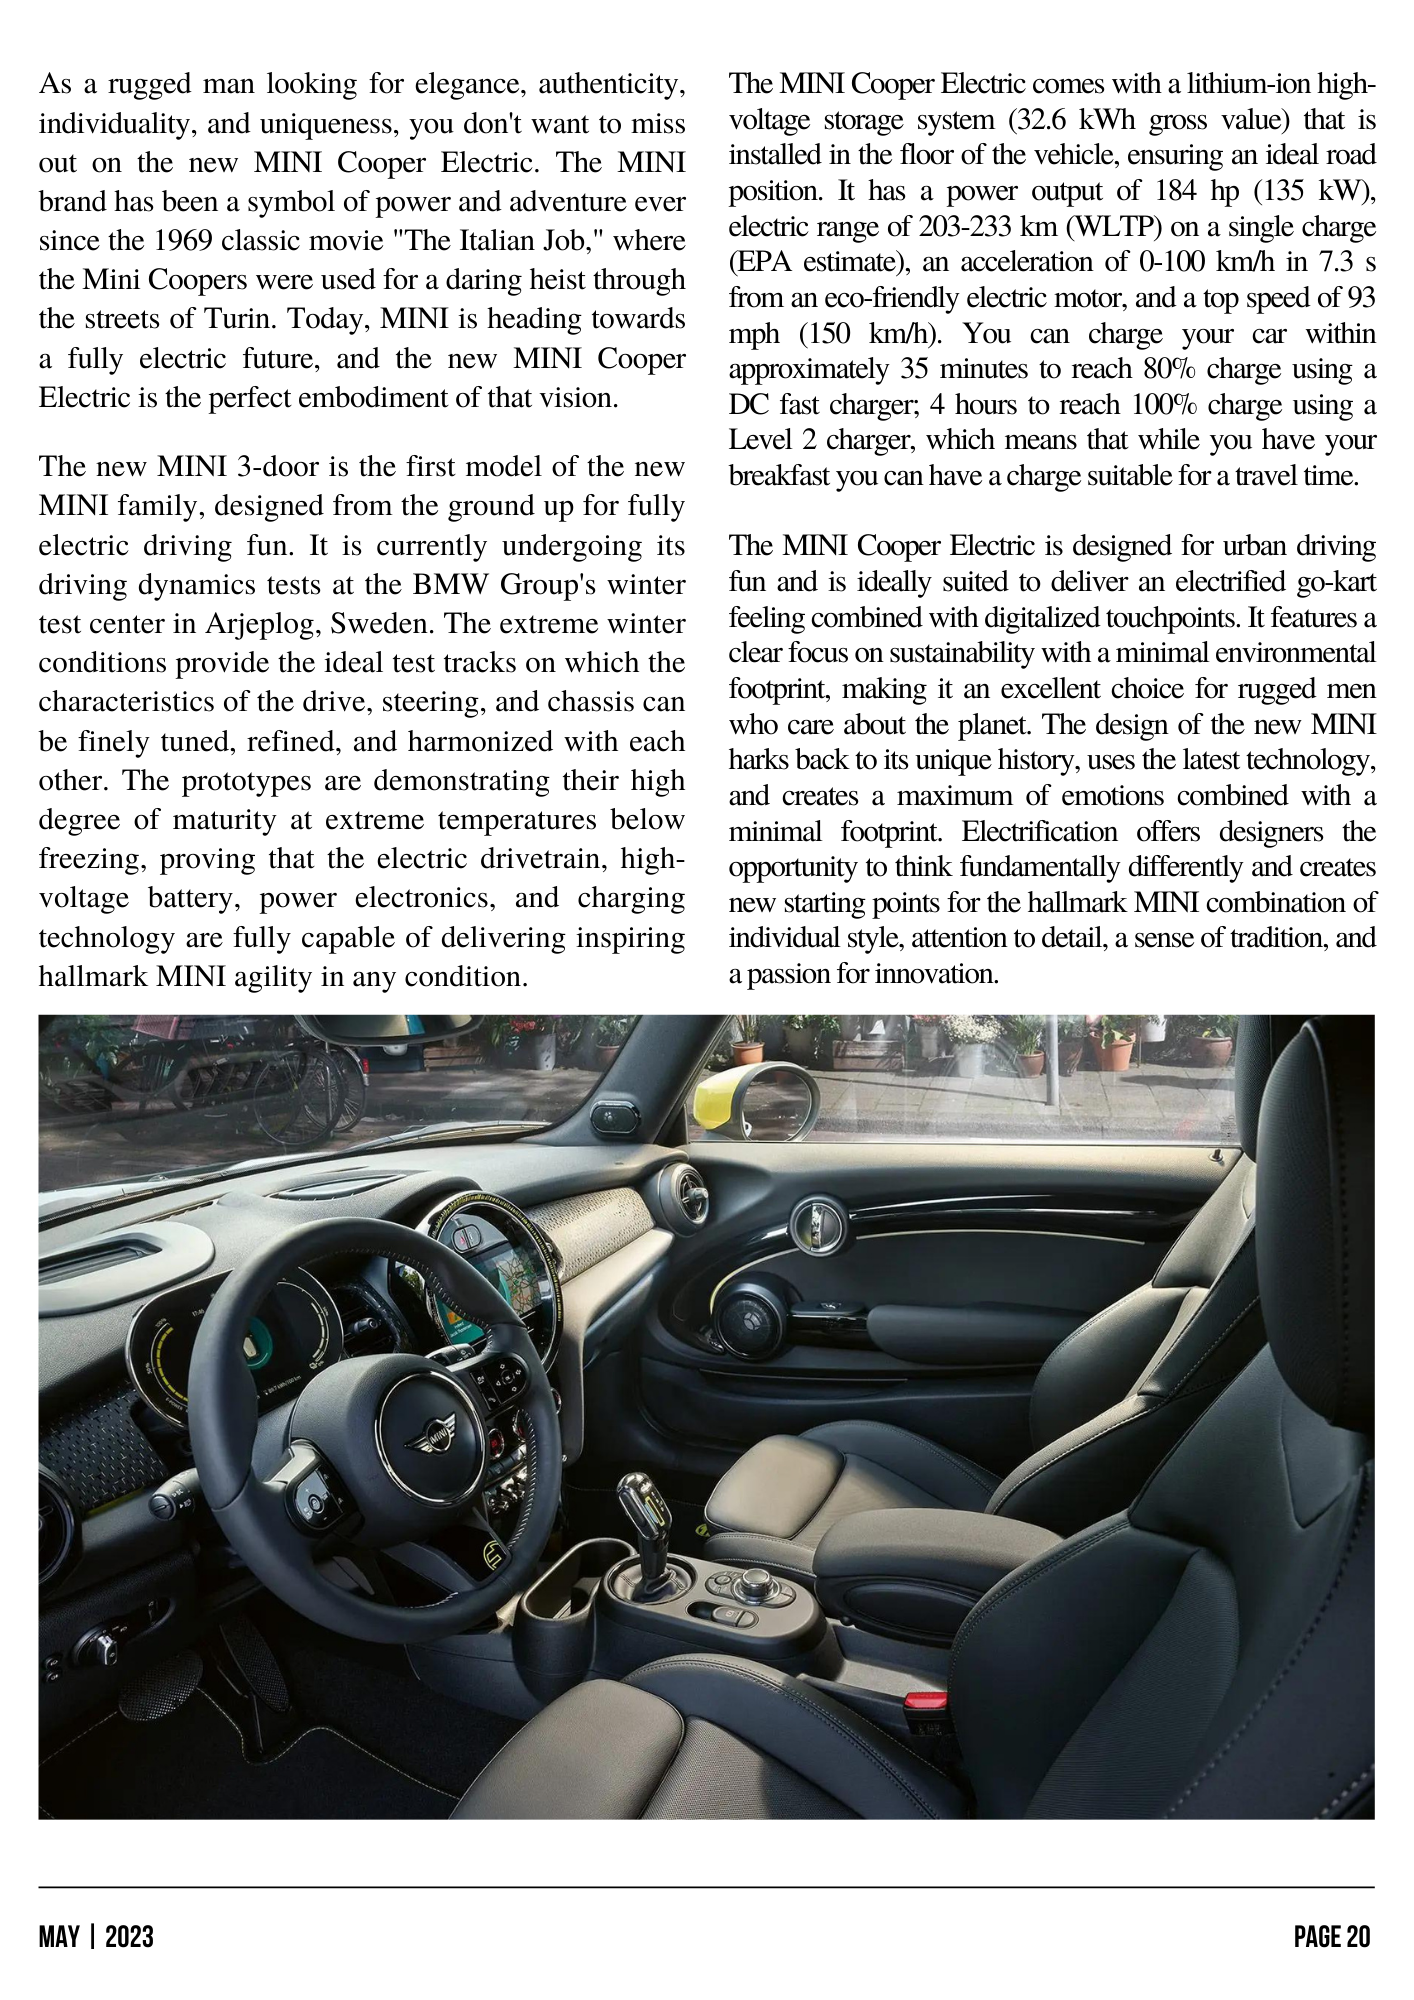 As a rugged man looking for elegance, authenticity,
individuality, and uniqueness, you don't want to miss
out on the new MINI Cooper Electric. The MINI
brand has been a symbol of power and adventure ever
since the 1969 classic movie "The Italian Job," where
the Mini Coopers were used for a daring heist through
the streets of Turin. Today, MINI is heading towards
a fully electric future, and the new MINI Cooper
Electric is the perfect embodiment of that vision.
The new MINI 3-door is the first model of the new
MINI family, designed from the ground up for fully
electric driving fun. It is currently undergoing its
driving dynamics tests at the BMW Group's winter
test center in Arjeplog, Sweden. The extreme winter
conditions provide the ideal test tracks on which the
characteristics of the drive, steering, and chassis can
be finely tuned, refined, and harmonized with each
other. The prototypes are demonstrating their high
degree of maturity at extreme temperatures below
freezing, proving that the electric drivetrain, high-
voltage battery, power electronics, and charging
technology are fully capable of delivering inspiring
hallmark MINI agility in any condition.
The MINI Cooper Electric comes with a lithium-ion high-
voltage storage system (32.6 kWh gross value) that is
installed in the floor of the vehicle, ensuring an ideal road
position. It has a power output of 184 hp (135 kW),
electric range of 203-233 km (WLTP) on a single charge
(EPA estimate), an acceleration of 0-100 km/h in 7.3 s
from an eco-friendly electric motor, and a top speed of 93
mph (150 km/h). You can charge your car within
approximately 35 minutes to reach 80% charge using a
DC fast charger; 4 hours to reach 100% charge using a
Level 2 charger, which means that while you have your
breakfast you can have a charge suitable for a travel time.
The MINI Cooper Electric is designed for urban driving
fun and is ideally suited to deliver an electrified go-kart
feeling combined with digitalized touchpoints. It features a
clear focus on sustainability with a minimal environmental
footprint, making it an excellent choice for rugged men
who care about the planet. The design of the new MINI
harks back to its unique history, uses the latest technology,
and creates a maximum of emotions combined with a
minimal footprint. Electrification offers designers the
opportunity to think fundamentally differently and creates
new starting points for the hallmark MINI combination of
individual style, attention to detail, a sense of tradition, and
a passion for innovation.
MINI
MAY | 2023
PAGE 20